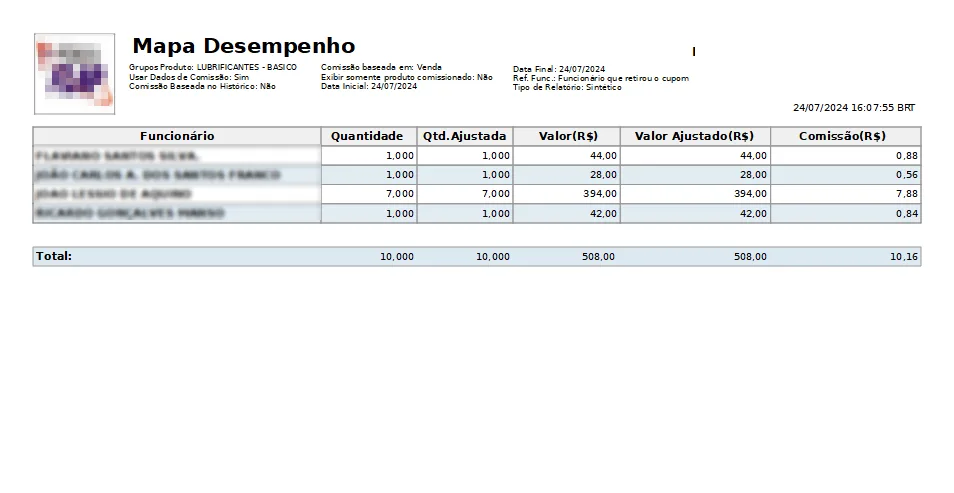 Mapa Desempenho
Grupos Produto: LUBRIFICANTES - BASICO
Usar Dados de Comissão: Sim
Comissão Baseada no Histórico: Não
Comissão baseada em: Venda
Exibir somente produto comissionado: Não
Data Inicial: 24/07/2024
Data Final: 24/07/2024
Ref. Func.: Funcionário que retirou o cupom
Tipo de Relatório: Sintético
24/07/2024 16:07:55 BRT
Funcionário Quantidade Qtd.Ajustada Valor(R$) Valor Ajustado(R$) Comissão(R$)
1,000 1,000 44,00 44,00 0,88
1,000 1,000 28,00 28,00 0,56
7,000 7,000 394,00 394,00 7,88
1,000 1,000 42,00 42,00 0,84
Total: 10,000 10,000 508,00 508,00 10,16